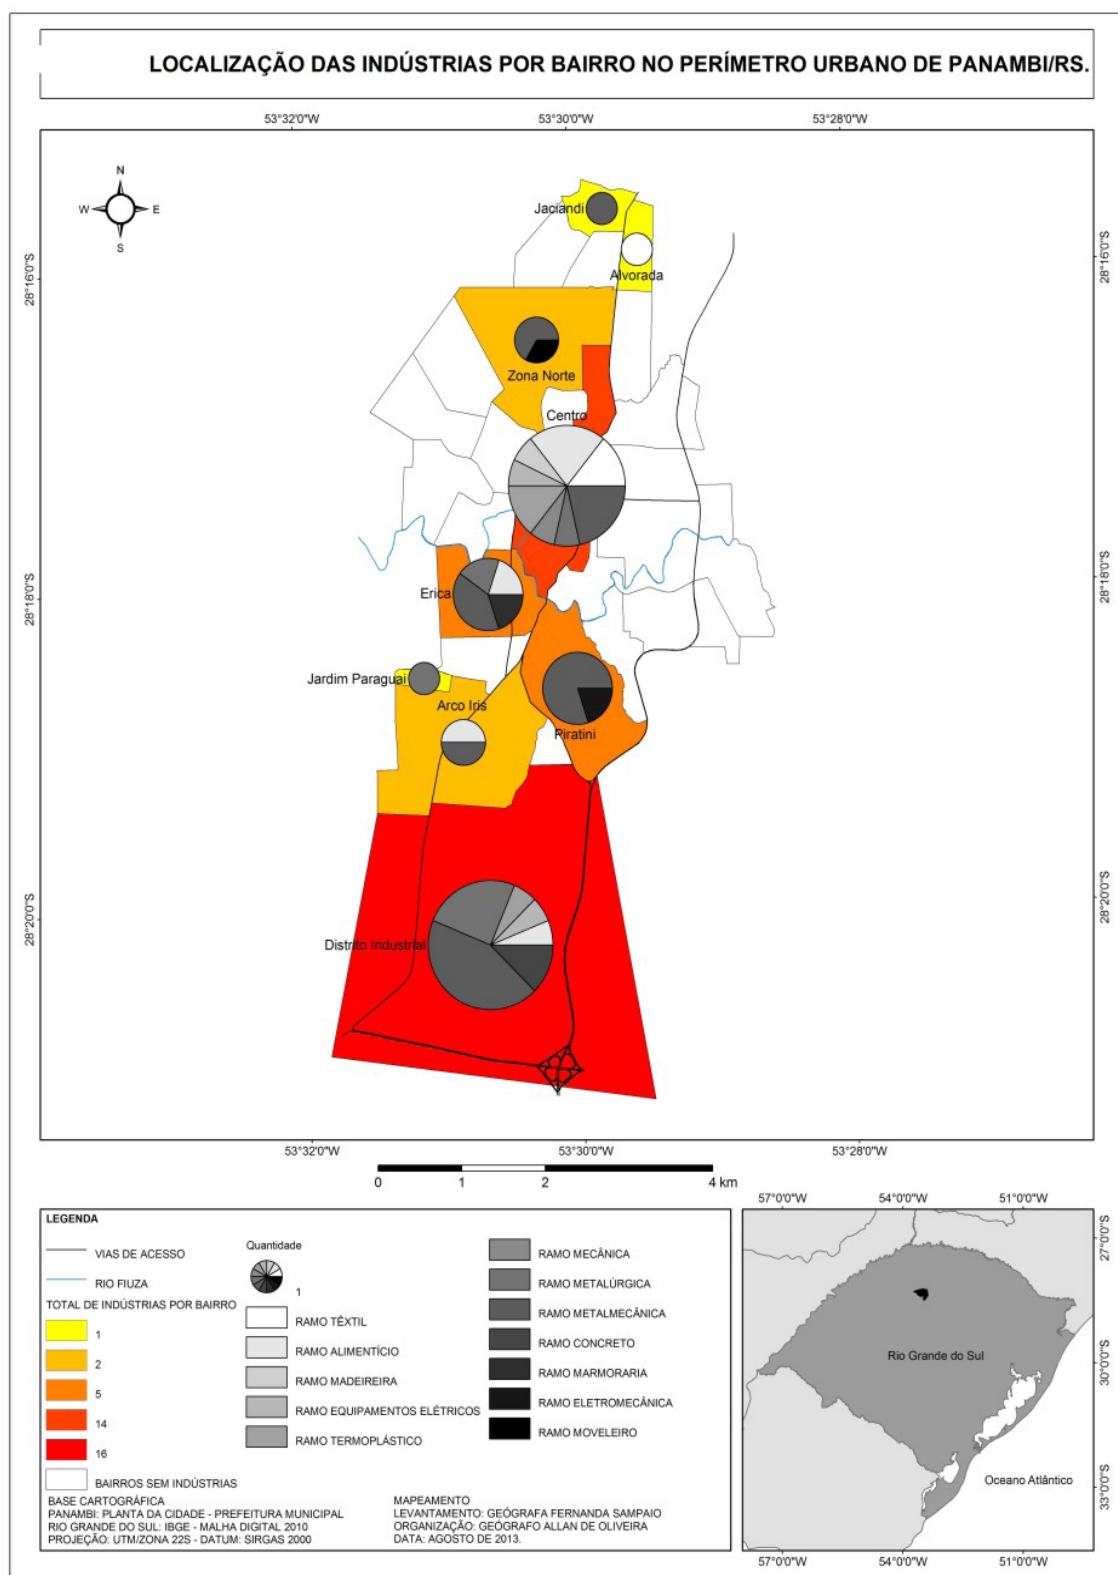 LOCALIZAÇÃO DAS INDÚSTRIAS POR BAIRRO NO PERÍMETRO URBANO DE PANAMBI/RS.
53°32'0"W 53°30'0"W 53°28'0"W
N
W E
S
Jaciandi
Alvorada
28°16'0"S 28°16'0"S
Zona Norte
Centro
28°18'0"S 28°18'0"S
Erica
Jardim Paraguai
Arco Iris
Piratini
28°20'0"S 28°20'0"S
Distrito Industrial
53°32'0"W 53°30'0"W 53°28'0"W
0 1 2 4 km
LEGENDA
VIAS DE ACESSO
RIO FIUZA
TOTAL DE INDÚSTRIAS POR BAIRRO
1
2
5
14
16
BAIRROS SEM INDÚSTRIAS
Quantidade
1
RAMO TÊXTIL
RAMO ALIMENTÍCIO
RAMO MADEIREIRA
RAMO EQUIPAMENTOS ELÉTRICOS
RAMO TERMOPLÁSTICO
RAMO MECÂNICA
RAMO METALÚRGICA
RAMO METALMECÂNICA
RAMO CONCRETO
RAMO MARMORARIA
RAMO ELETROMECÂNICA
RAMO MOVELEIRO
BASE CARTOGRÁFICA
PANAMBI: PLANTA DA CIDADE - PREFEITURA MUNICIPAL
RIO GRANDE DO SUL: IBGE - MALHA DIGITAL 2010
PROJEÇÃO: UTM/ZONA 22S - DATUM: SIRGAS 2000
MAPEAMENTO
LEVANTAMENTO: GEÓGRAFA FERNANDA SAMPAIO
ORGANIZAÇÃO: GEÓGRAFO ALLAN DE OLIVEIRA
DATA: AGOSTO DE 2013.
57°0'0"W 54°0'0"W 51°0'0"W
27°0'0"S
Rio Grande do Sul
30°0'0"S
Oceano Atlântico
33°0'0"S
57°0'0"W 54°0'0"W 51°0'0"W